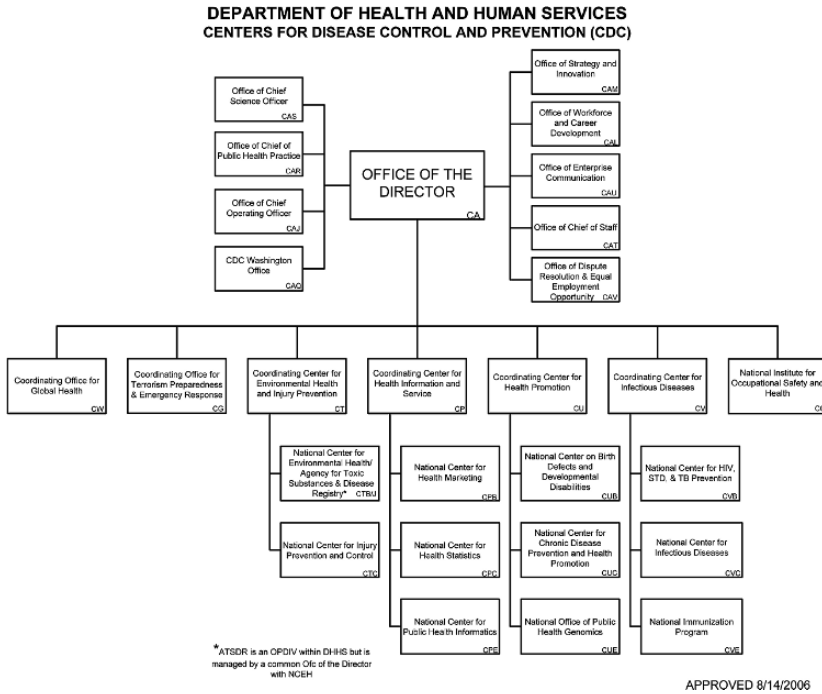 DEPARTMENT OF HEALTH AND HUMAN SERVICES
CENTERS FOR DISEASE CONTROL AND PREVENTION (CDC)
Office of Chief
Science Officer
CAS
Office of Chief of
Public Health Practice
CAR
Office of Chief
Operating Officer
CAJ
CDC Washington
Office
CAQ
OFFICE OF THE
DIRECTOR
CA
Office of Strategy and
Innovation
CAM
Office of Workforce
and Career
Development
CAL
Office of Enterprise
Communication
CAU
Office of Chief of Staff
CAT
Office of Dispute
Resolution & Equal
Employment
Opportunity CAV
Coordinating Office for
Global Health
CW
Coordinating Office for
Terrorism Preparedness
& Emergency Response
CG
Coordinating Center for
Environmental Health
and Injury Prevention
CT
Coordinating Center for
Health Information and
Service
CP
Coordinating Center for
Health Promotion
CU
Coordinating Center for
Infectious Diseases
CV
National Institute for
Occupational Safety and
Health
National Center for
Environmental Health/
Agency for Toxic
Substances & Disease
Registry* CTB/J
National Center for Injury
Prevention and Control
CTC
National Center for
Health Marketing
CPB
National Center for
Health Statistics
CPC
National Center for
Public Health Informatics
CPE
National Center on Birth
Defects and
Developmental
Disabilities
CUB
National Center for
Chronic Disease
Prevention and Health
Promotion
CUC
National Office of Public
Health Genomics
CUE
National Center for HIV,
STD, & TB Prevention
CVB
National Center for
Infectious Diseases
CVC
National Immunization
Program
CVE
*ATSDR is an OPDIV within DHHS but is
managed by a common Ofc of the Director
with NCEH
APPROVED 8/14/2006